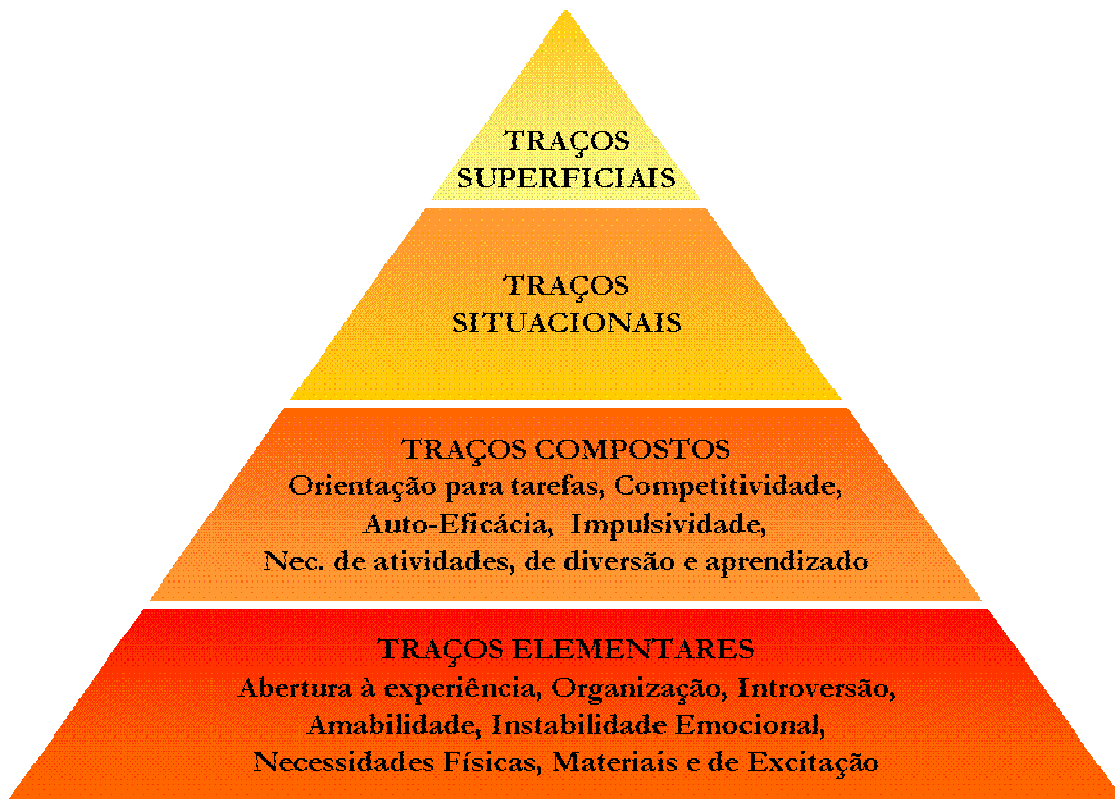 TRAÇOS
SUPERFICIAIS
TRAÇOS
SITUACIONAIS
TRAÇOS COMPOSTOS
Orientação para tarefas, Competitividade,
Auto-Eficácia, Impulsividade,
Nec. de atividades, de diversão e aprendizado
TRAÇOS ELEMENTARES
Abertura à experiência, Organização, Introversão,
Amabilidade, Instabilidade Emocional,
Necessidades Físicas, Materiais e de Excitação